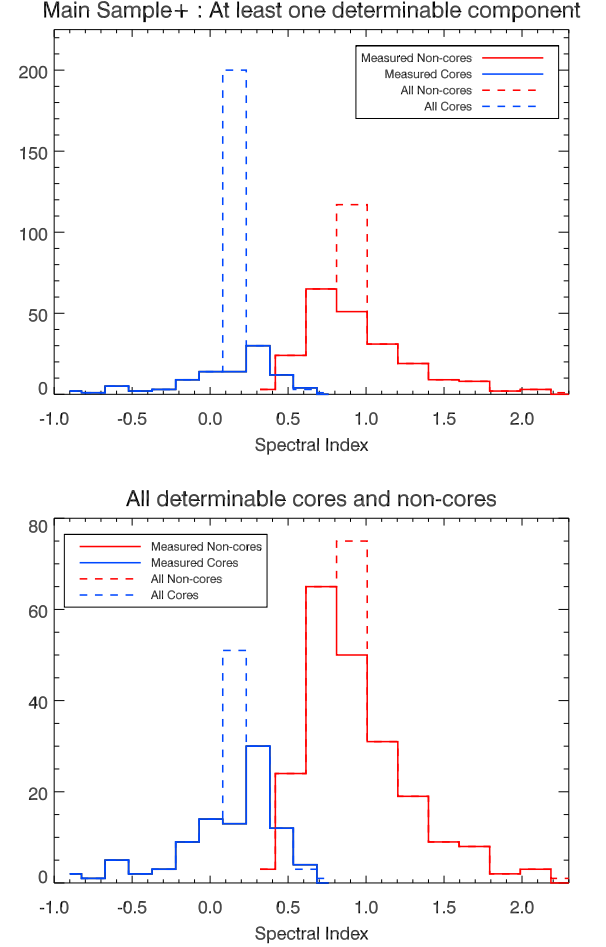 Main Sample+ : At least one determinable component
Measured Non-cores
Measured Cores
All Non-cores
All Cores
200
150
100
50
0
-1.0 -0.5 0.0 0.5 1.0 1.5 2.0
Spectral Index
All determinable cores and non-cores
Measured Non-cores
Measured Cores
All Non-cores
All Cores
80
60
40
20
0
-1.0 -0.5 0.0 0.5 1.0 1.5 2.0
Spectral Index